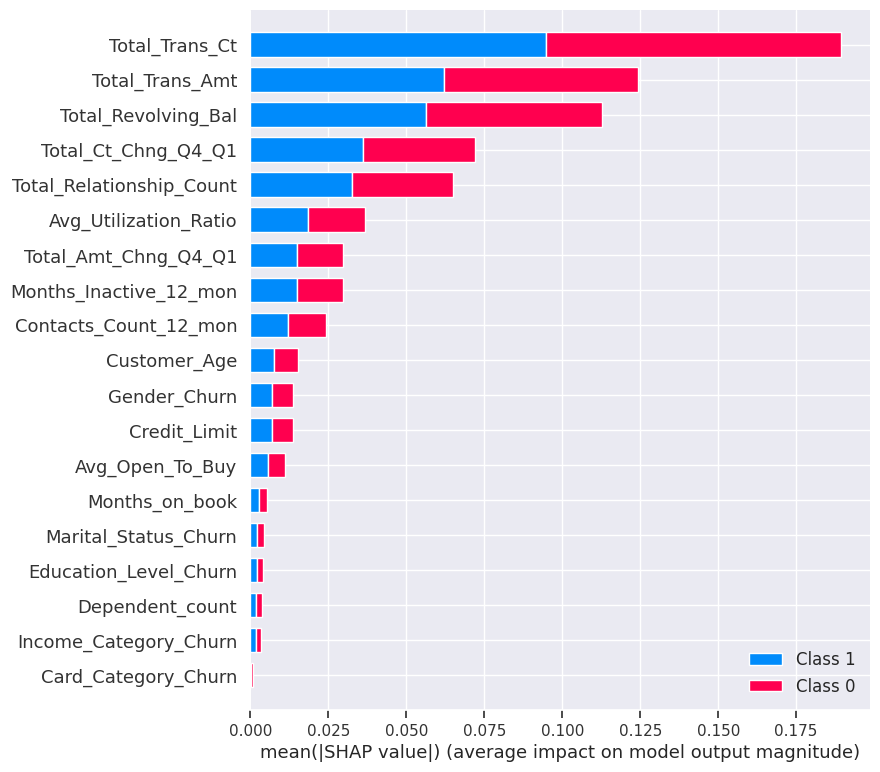 Total_Trans_Ct
Total_Trans_Amt
Total_Revolving_Bal
Total_Ct_Chng_Q4_Q1
Total_Relationship_Count
Avg_Utilization_Ratio
Total_Amt_Chng_Q4_Q1
Months_Inactive_12_mon
Contacts_Count_12_mon
Customer_Age
Gender_Churn
Credit_Limit
Avg_Open_To_Buy
Months_on_book
Marital_Status_Churn
Education_Level_Churn
Dependent_count
Income_Category_Churn
Card_Category_Churn
Class 1
Class 0
0.000 0.025 0.050 0.075 0.100 0.125 0.150 0.175
mean(|SHAP value|) (average impact on model output magnitude)